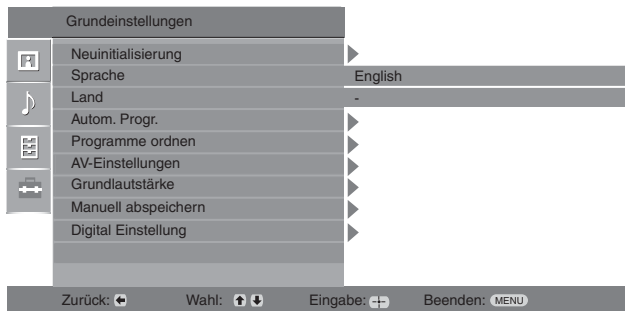 Grundeinstellungen
Neuinitialisierung
Sprache English
Land -
Autom. Progr.
Programme ordnen
AV-Einstellungen
Grundlautstärke
Manuell abspeichern
Digital Einstellung
Zurück: Wahl: Eingabe: Beenden: MENU